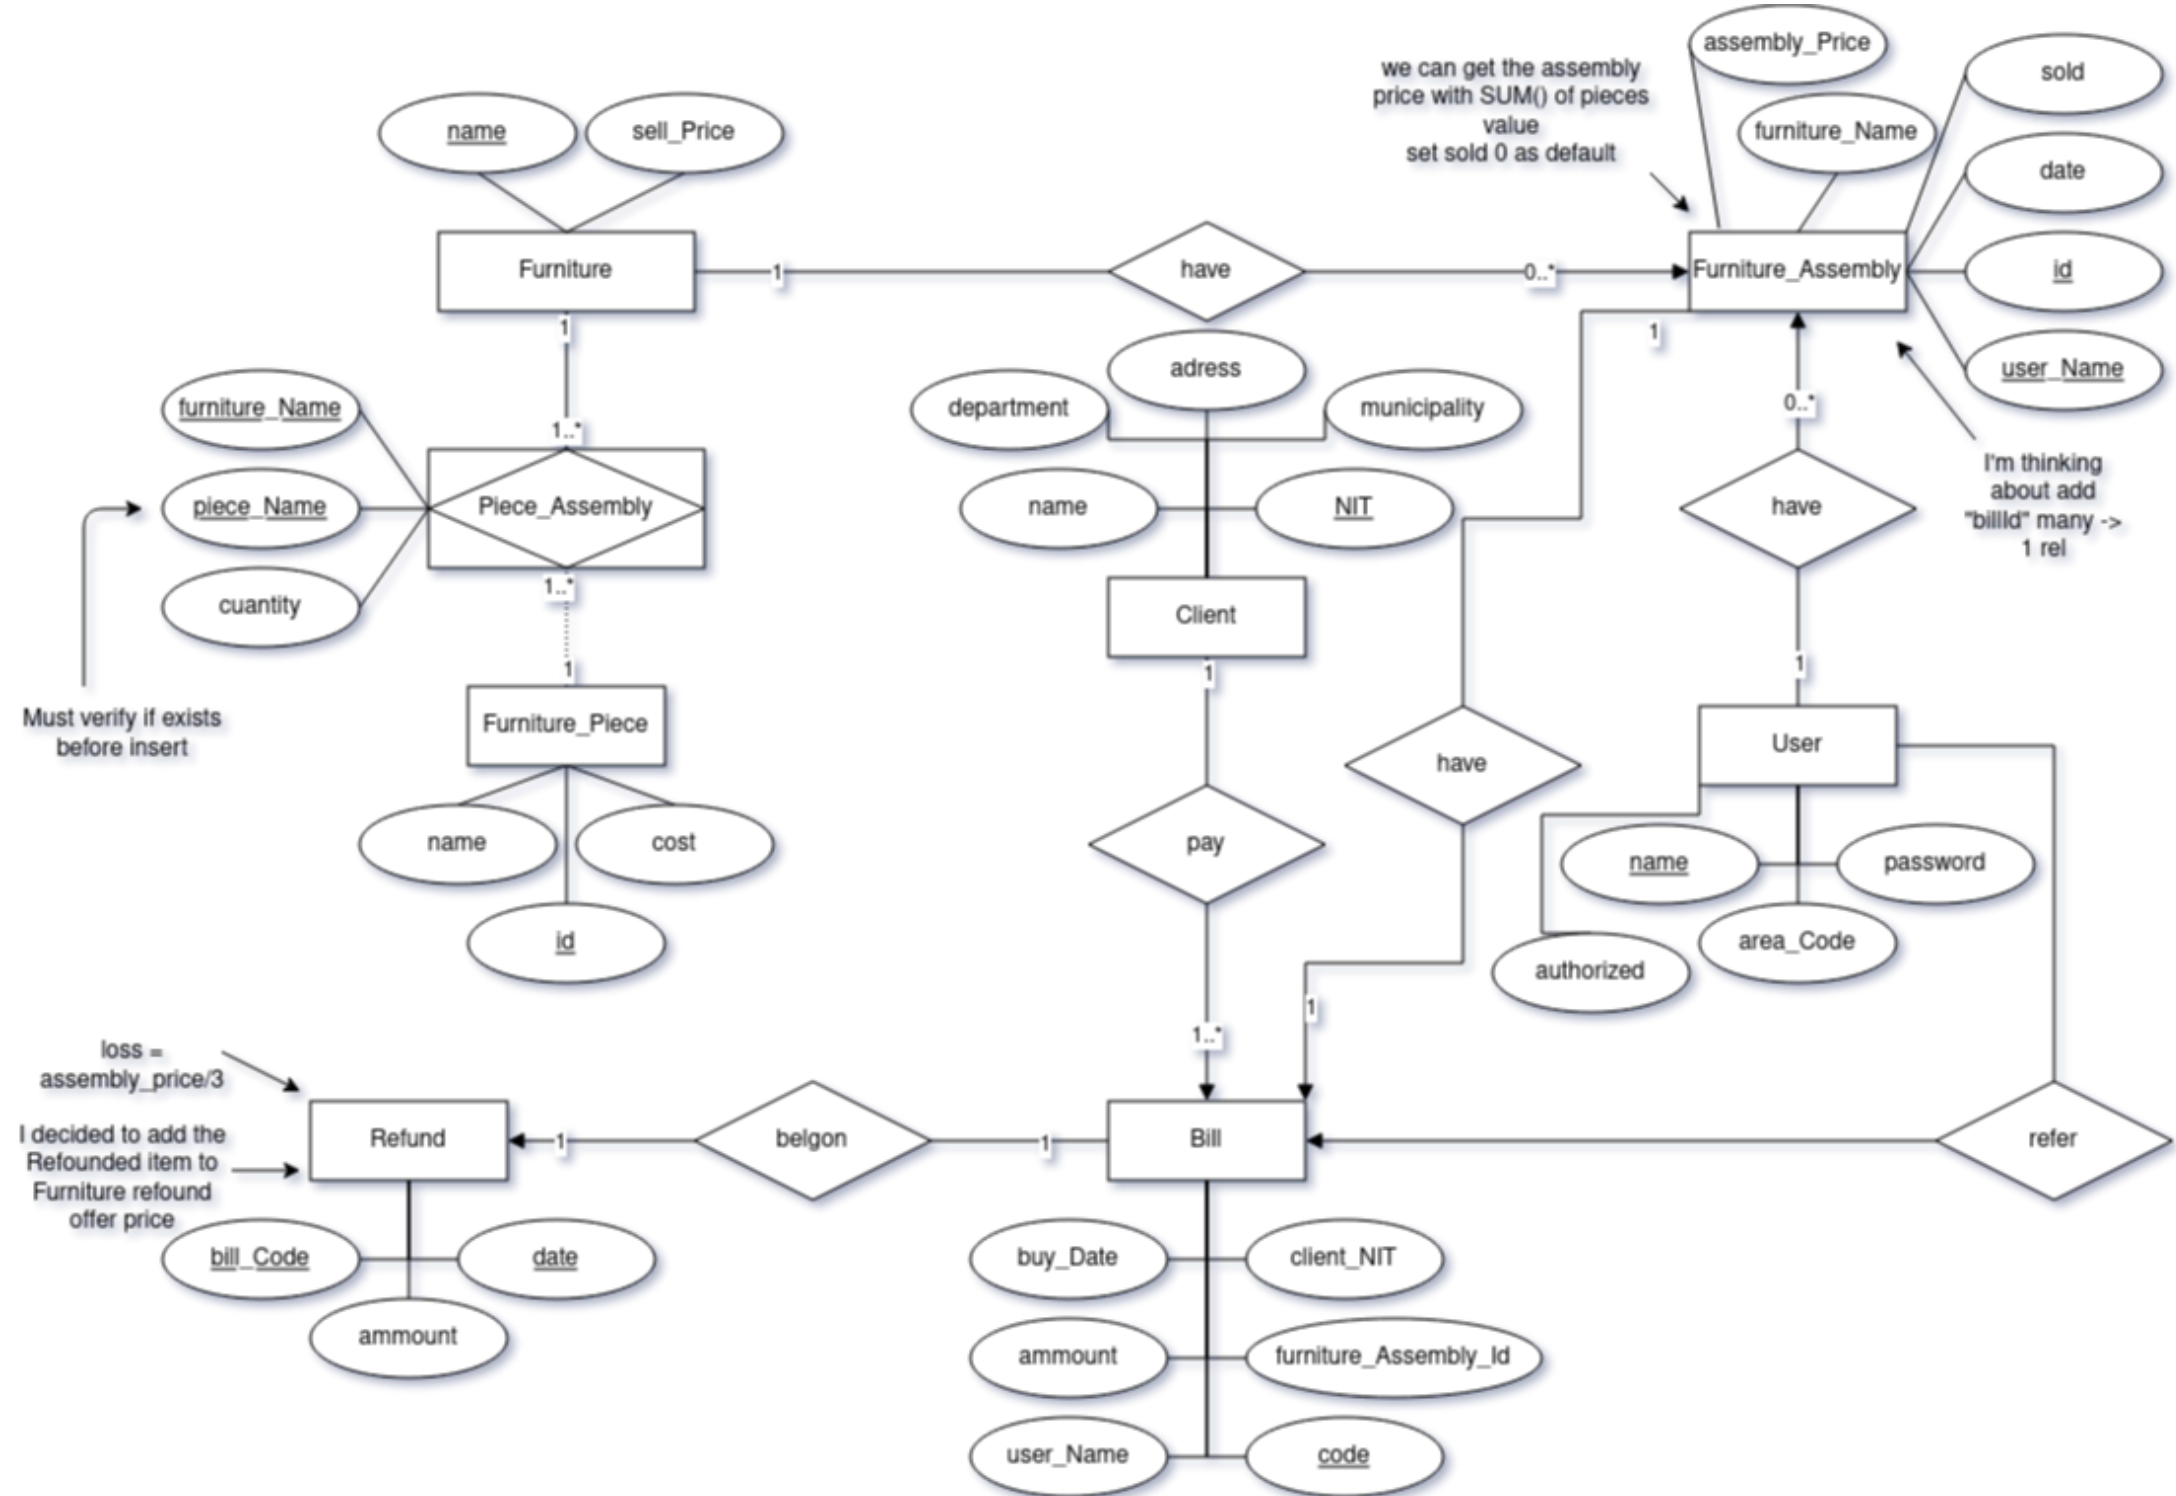 assembly_Price
sold
we can get the assembly
price with SUM() of pieces
value
set sold 0 as default
name
sell_Price
furniture_Name
date
Furniture
1
have
0..*
Furniture_Assembly
id
1
1
adress
user_Name
furniture_Name
department
municipality
0..*
1..*
piece_Name
Piece_Assembly
name
NIT
have
I'm thinking
about add
"billId" many ->
1 rel
1..*
cuantity
Client
1
1
1
Must verify if exists
before insert
Furniture_Piece
User
have
name
cost
pay
name
password
id
area_Code
authorized
1
1..*
loss =
assembly_price/3
I decided to add the
Refounded item to
Furniture refound
offer price
Refund
1
belgon
1
Bill
refer
bill_Code
date
buy_Date
client_NIT
ammount
ammount
furniture_Assembly_Id
user_Name
code